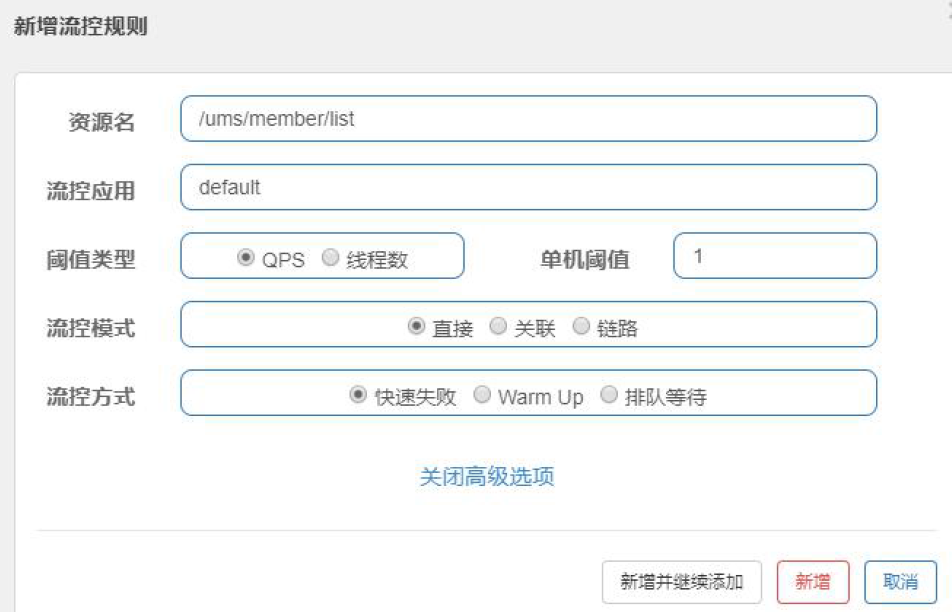 新增流控规则
资源名 /ums/member/list
流控应用 default
阈值类型 QPS 线程数 单机阈值 1
流控模式 直接 关联 链路
流控方式 快速失败 Warm Up 排队等待
关闭高级选项
新增并继续添加 新增 取消